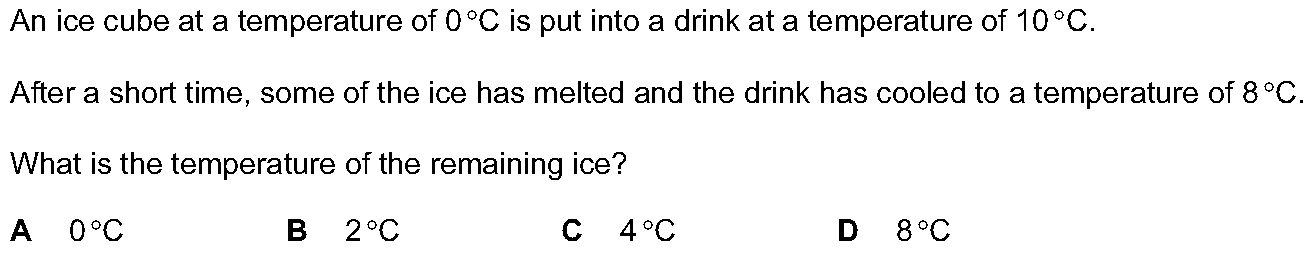 An ice cube at a temperature of 0 °C is put into a drink at a temperature of 10 °C.
After a short time, some of the ice has melted and the drink has cooled to a temperature of 8 °C.
What is the temperature of the remaining ice?
A 0 °C B 2 °C C 4 °C D 8 °C